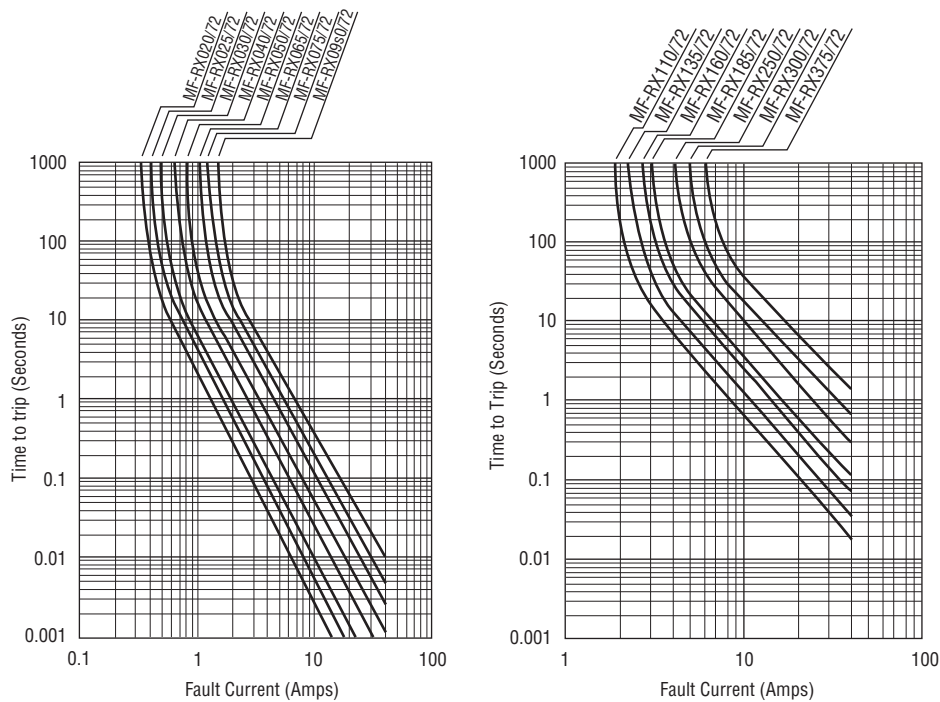 MF-RX020/72
MF-RX025/72
MF-RX030/72
MF-RX040/72
MF-RX050/72
MF-RX065/72
MF-RX075/72
MF-RX09s0/72
1000
100
10
1
0.1
0.01
0.001
Time to trip (Seconds)
0.1
1
10
100
Fault Current (Amps)
MF-RX110/72
MF-RX135/72
MF-RX160/72
MF-RX185/72
MF-RX250/72
MF-RX300/72
MF-RX375/72
1000
100
10
1
0.1
0.01
0.001
Time to Trip (Seconds)
1
10
100
Fault Current (Amps)